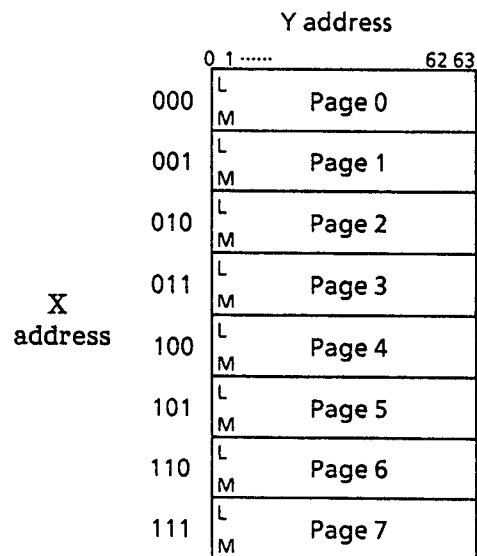 Y address
0 1 ······ 62 63
000 L Page 0
M
001 L Page 1
M
010 L Page 2
M
011 L Page 3
M
X
address
100 L Page 4
M
101 L Page 5
M
110 L Page 6
M
111 L Page 7
M